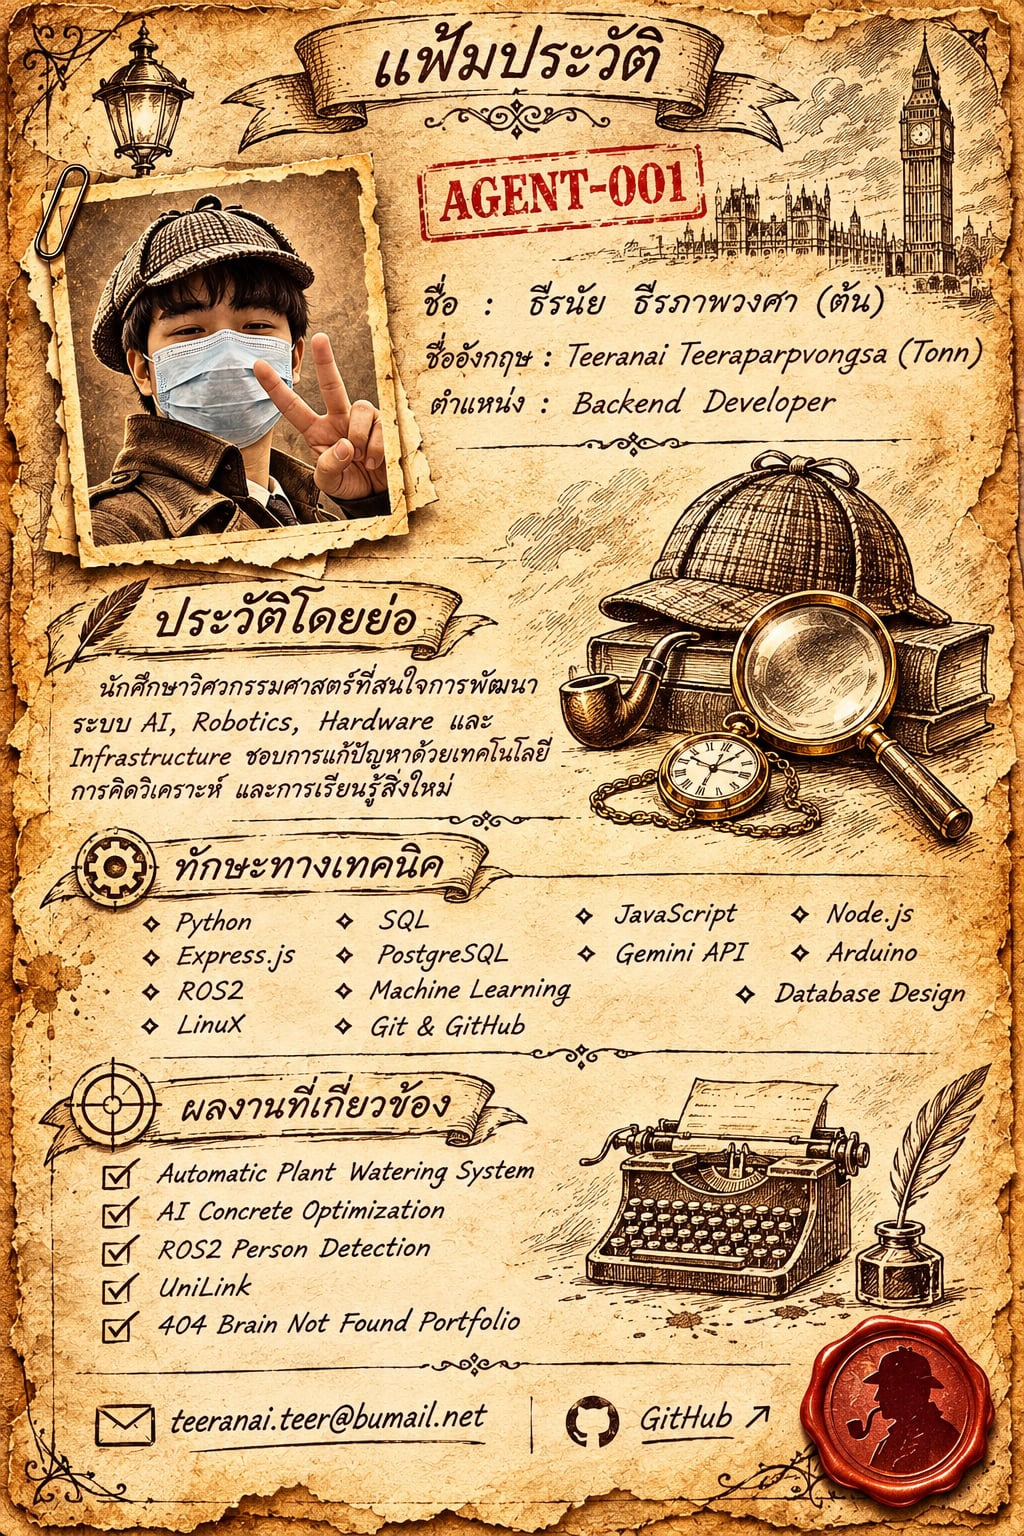 แฟ้มประวัติ
AGENT-001
ชื่อ : ธีรนัย ธีรภาพวงศา (ต้น)
ชื่ออังกฤษ : Teeranai Teeraparpvongsa (Tonn)
ตำแหน่ง : Backend Developer
ประวัติโดยย่อ
นักศึกษาวิศวกรรมศาสตร์ที่สนใจการพัฒนา
ระบบ AI, Robotics, Hardware และ
Infrastructure ชอบการแก้ปัญหาด้วยเทคโนโลยี
การคิดวิเคราะห์ และการเรียนรู้สิ่งใหม่
ทักษะทางเทคนิค
Python SQL JavaScript Node.js
Express.js PostgreSQL Gemini API Arduino
ROS2 Machine Learning Database Design
LinuX Git & GitHub
ผลงานที่เกี่ยวข้อง
Automatic Plant Watering System
AI Concrete Optimization
ROS2 Person Detection
UniLink
404 Brain Not Found Portfolio
teeranai.teer@bumail.net GitHub ↗